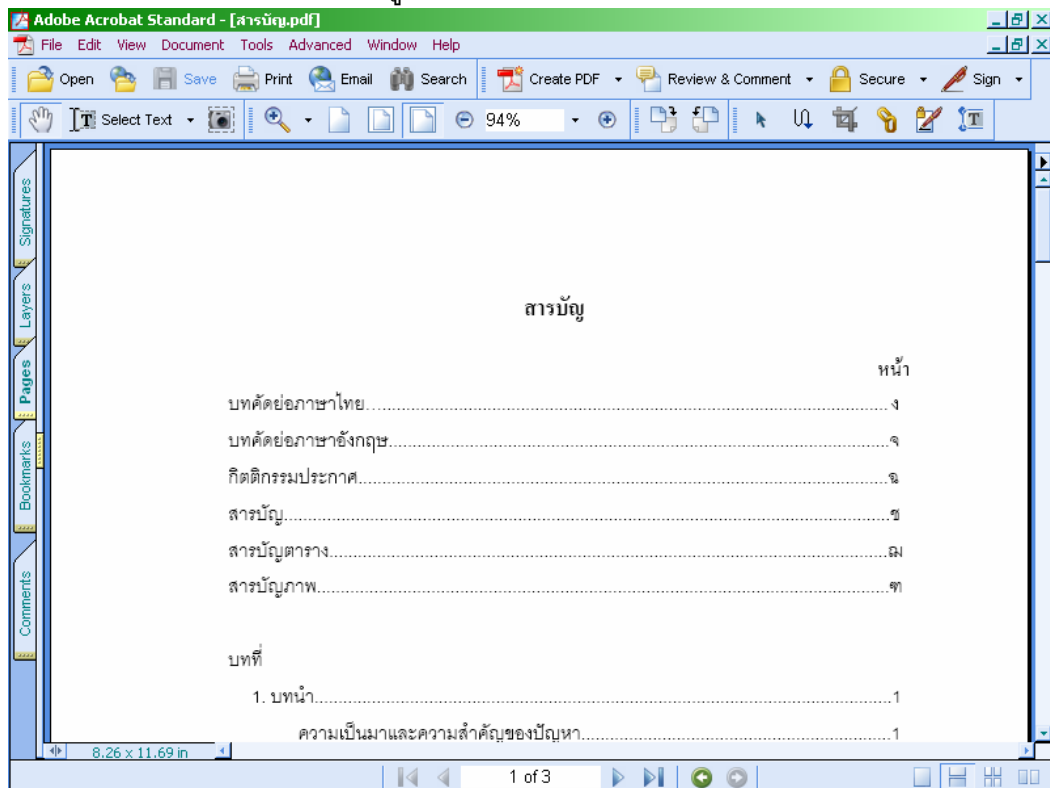 Adobe Acrobat Standard - [สารบัญ.pdf]
File Edit View Document Tools Advanced Window Help
Open Save Print Email Search Create PDF Review & Comment Secure Sign
Select Text 94%
Signatures
Layers
Pages
Bookmarks
Comments
สารบัญ
หน้า
บทคัดย่อภาษาไทย........................................................ง
บทคัดย่อภาษาอังกฤษ........................................................จ
กิตติกรรมประกาศ........................................................ฉ
สารบัญ........................................................ช
สารบัญตาราง........................................................ฌ
สารบัญภาพ........................................................ฑ
บทที่
1. บทนำ........................................................1
ความเป็นมาและความสำคัญของปัญหา........................................................1
8.26 x 11.69 in
1 of 3